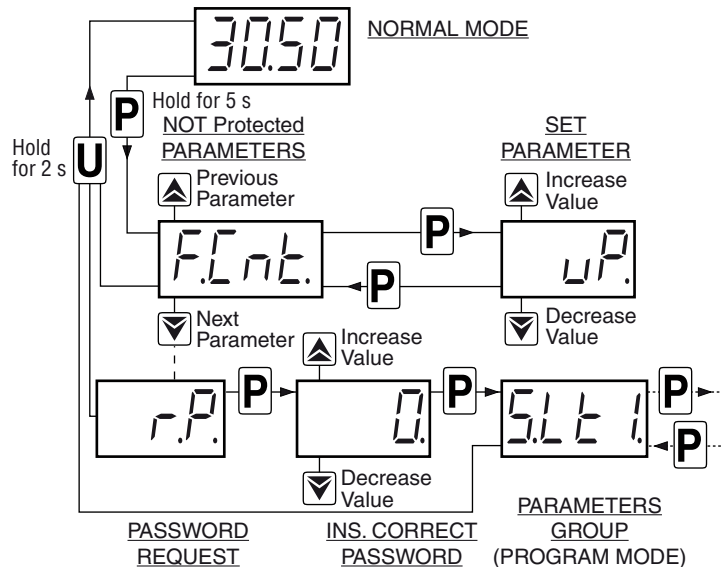 30.50
NORMAL MODE
P
Hold for 5 s
Hold
for 2 s
U
NOT Protected
PARAMETERS
SET
PARAMETER
Previous
Parameter
Increase
Value
F.Cnt.
P
P
uP.
Next
Parameter
Decrease
Value
Increase
Value
r.P.
P
0.
P
S.Lt 1.
P
P
Decrease
Value
PASSWORD
REQUEST
INS. CORRECT
PASSWORD
PARAMETERS
GROUP
(PROGRAM MODE)